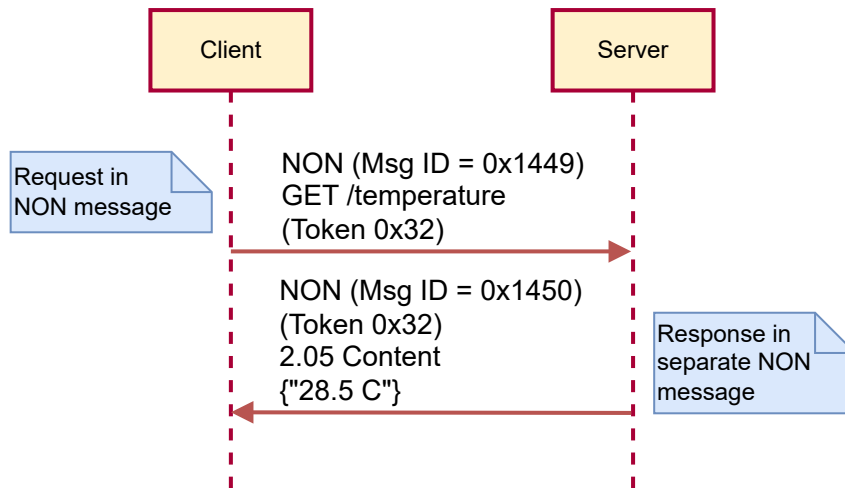 Client
Server
Request in
NON message
NON (Msg ID = 0x1449)
GET /temperature
(Token 0x32)
NON (Msg ID = 0x1450)
(Token 0x32)
2.05 Content
{"28.5 C"}
Response in
separate NON
message